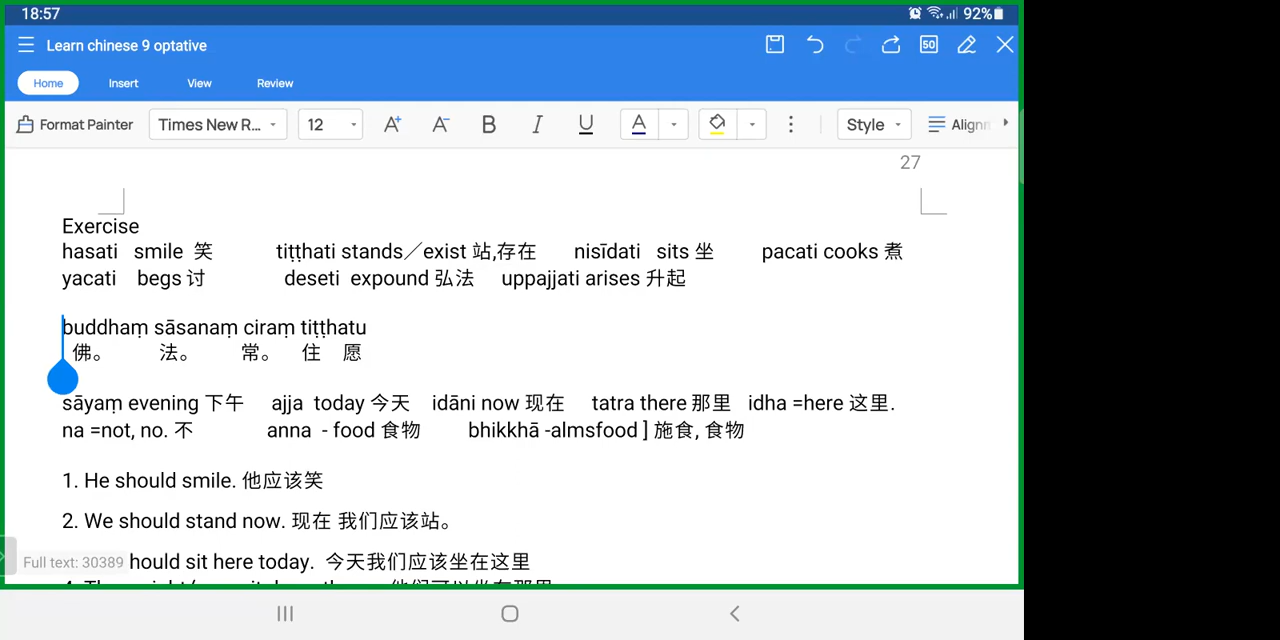 18:57 92%
Learn chinese 9 optative 50
Home Insert View Review
Format Painter Times New R... 12 A+ A- B I U A Style Alignn
27
Exercise
hasati smile 笑 tiṭṭhati stands／exist 站,存在 nisīdati sits 坐 pacati cooks 煮
yacati begs 讨 deseti expound 弘法 uppajjati arises 升起
buddhaṃ sāsanaṃ ciraṃ tiṭṭhatu
佛。 法。 常。 住 愿
sāyaṃ evening 下午 ajja today 今天 idāni now 现在 tatra there 那里 idha =here 这里.
na =not, no. 不 anna - food 食物 bhikkhā -almsfood ] 施食, 食物
1. He should smile. 他应该笑
2. We should stand now. 现在 我们应该站。
hould sit here today. 今天我们应该坐在这里
Full text: 30389